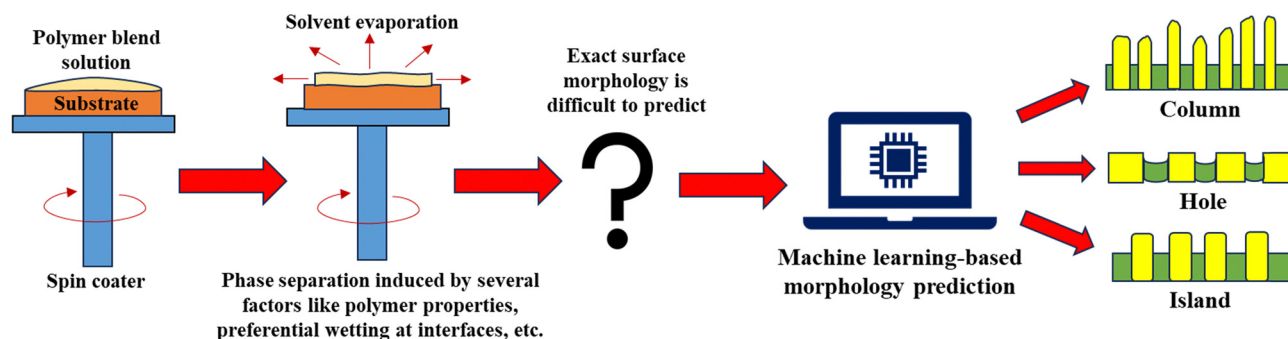 Polymer blend
solution
Substrate
Spin coater
Solvent evaporation
Phase separation induced by several
factors like polymer properties,
preferential wetting at interfaces, etc.
Exact surface
morphology is
difficult to predict
?
Machine learning-based
morphology prediction
Column
Hole
Island